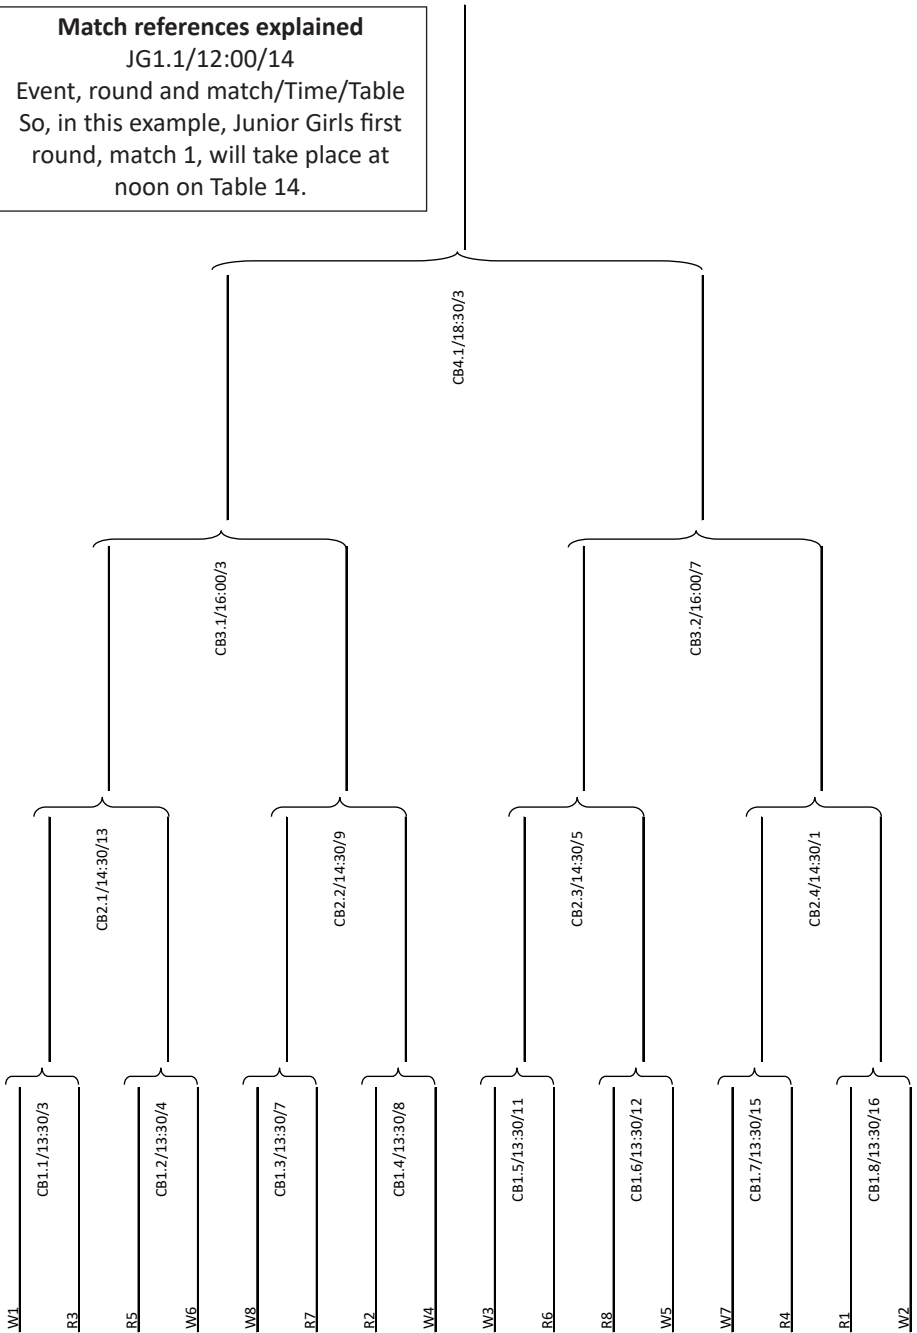 Match references explained
JG1.1/12:00/14
Event, round and match/Time/Table
So, in this example, Junior Girls first
round, match 1, will take place at
noon on Table 14.
CB4.1/18:30/3
CB3.1/16:00/3
CB3.2/16:00/7
CB2.1/14:30/13
CB2.2/14:30/9
CB2.3/14:30/5
CB2.4/14:30/1
CB1.1/13:30/3
CB1.2/13:30/4
CB1.3/13:30/7
CB1.4/13:30/8
CB1.5/13:30/11
CB1.6/13:30/12
CB1.7/13:30/15
CB1.8/13:30/16
W1
R3
R5
W6
W8
R7
R2
W4
W3
R6
R8
W5
W7
R4
R1
W2